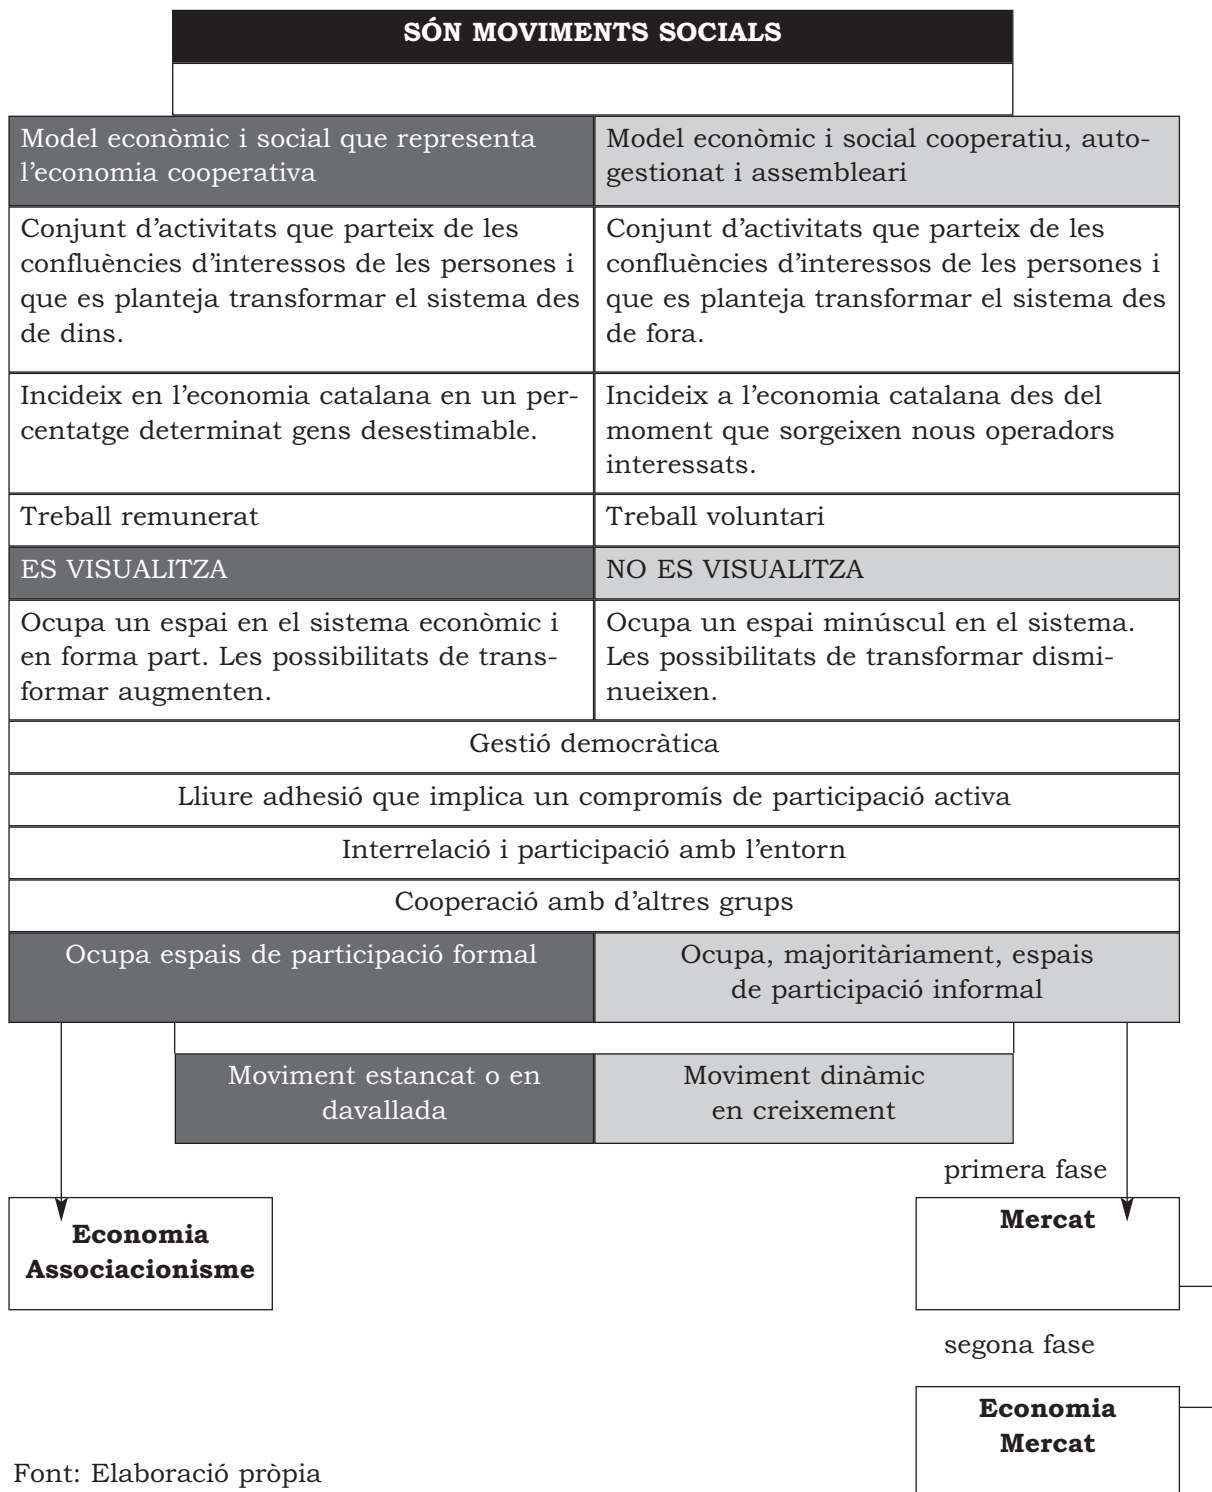 SÓN MOVIMENTS SOCIALS
Model econòmic i social que representa
l’economia cooperativa
Model econòmic i social cooperatiu, auto-
gestionat i assembleari
Conjunt d’activitats que parteix de les
confluències d’interessos de les persones i
que es planteja transformar el sistema des
de dins.
Conjunt d’activitats que parteix de les
confluències d’interessos de les persones i
que es planteja transformar el sistema des
de fora.
Incideix en l’economia catalana en un per-
centatge determinat gens desestimable.
Incideix a l’economia catalana des del
moment que sorgeixen nous operadors
interessats.
Treball remunerat
Treball voluntari
ES VISUALITZA
NO ES VISUALITZA
Ocupa un espai en el sistema econòmic i
en forma part. Les possibilitats de trans-
formar augmenten.
Ocupa un espai minúscul en el sistema.
Les possibilitats de transformar dismi-
nueixen.
Gestió democràtica
Lliure adhesió que implica un compromís de participació activa
Interrelació i participació amb l’entorn
Cooperació amb d’altres grups
Ocupa espais de participació formal
Ocupa, majoritàriament, espais
de participació informal
Moviment estancat o en
davallada
Moviment dinàmic
en creixement
primera fase
Economia
Associacionisme
Mercat
segona fase
Economia
Mercat
Font: Elaboració pròpia